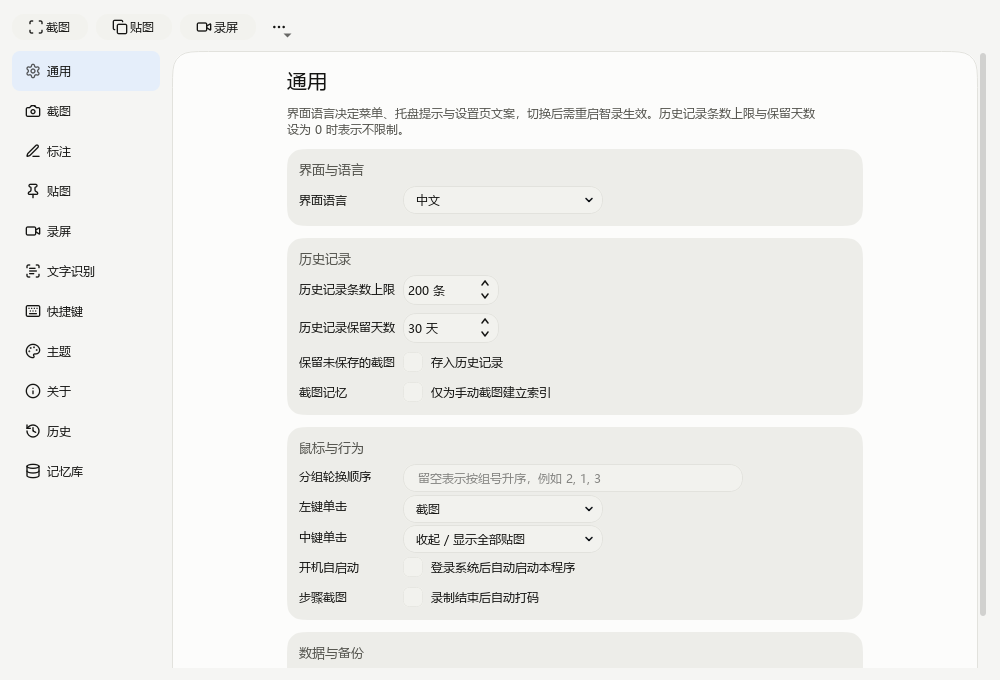 截图 贴图 录屏
通用
截图
标注
贴图
录屏
文字识别
快捷键
主题
关于
历史
记忆库
通用
界面语言决定菜单、托盘提示与设置页文案，切换后需重启智录生效。历史记录条数上限与保留天数
设为 0 时表示不限制。
界面与语言
界面语言 中文
历史记录
历史记录条数上限 200 条
历史记录保留天数 30 天
保留未保存的截图 存入历史记录
截图记忆 仅为手动截图建立索引
鼠标与行为
分组轮换顺序 留空表示按组号升序，例如 2, 1, 3
左键单击 截图
中键单击 收起 / 显示全部贴图
开机自启动 登录系统后自动启动本程序
步骤截图 录制结束后自动打码
数据与备份